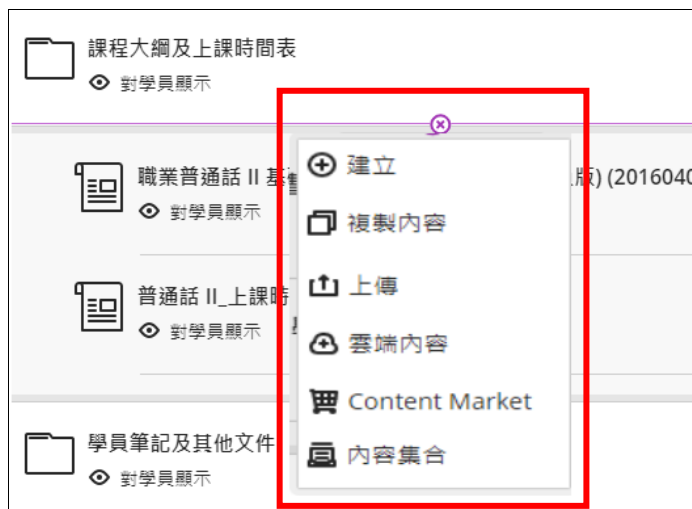 課程大綱及上課時間表
對學員顯示
建立
職業普通話 II 基
版) (2016040
對學員顯示
複製內容
上傳
普通話 II_上課時
對學員顯示
雲端內容
Content Market
學員筆記及其他文件
內容集合
對學員顯示